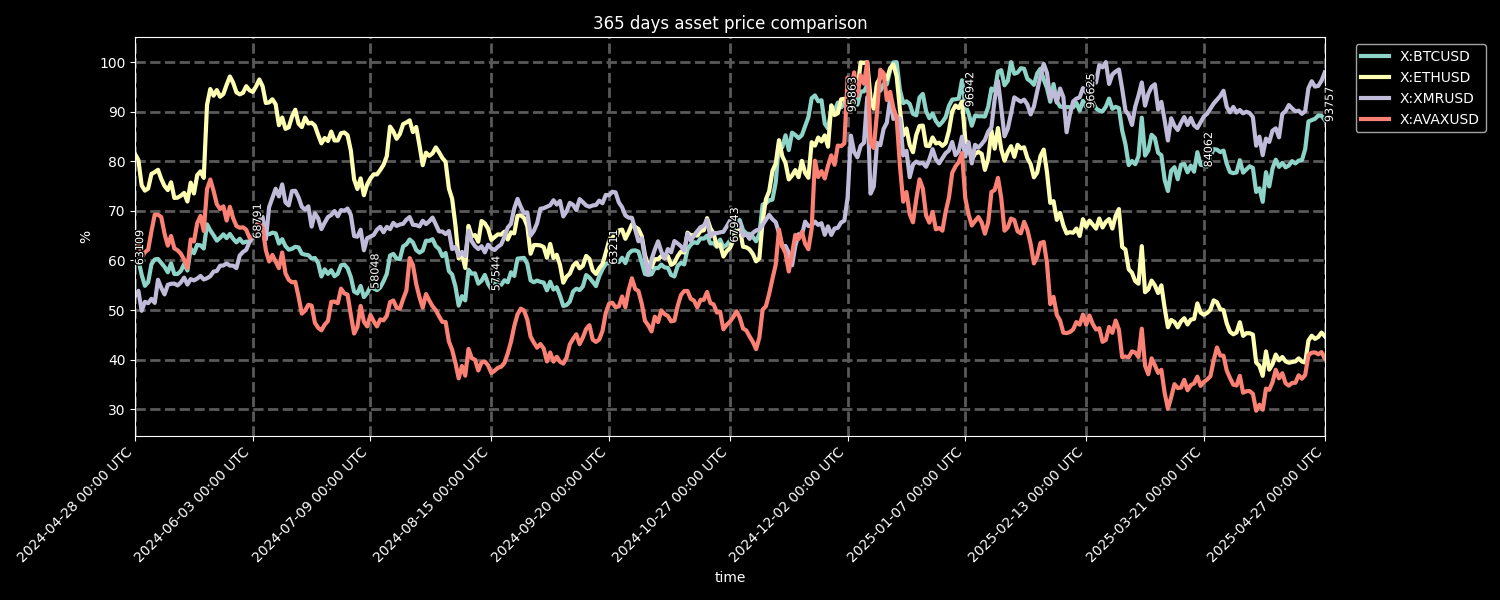 365 days asset price comparison
X:BTCUSD
X:ETHUSD
X:XMRUSD
X:AVAXUSD
%
100
90
80
70
60
50
40
30
63109
68791
58048
57544
63211
67943
95863
96942
96625
84062
93757
2024-04-28 00:00 UTC
2024-06-03 00:00 UTC
2024-07-09 00:00 UTC
2024-08-15 00:00 UTC
2024-09-20 00:00 UTC
2024-10-27 00:00 UTC
2024-12-02 00:00 UTC
2025-01-07 00:00 UTC
2025-02-13 00:00 UTC
2025-03-21 00:00 UTC
2025-04-27 00:00 UTC
time